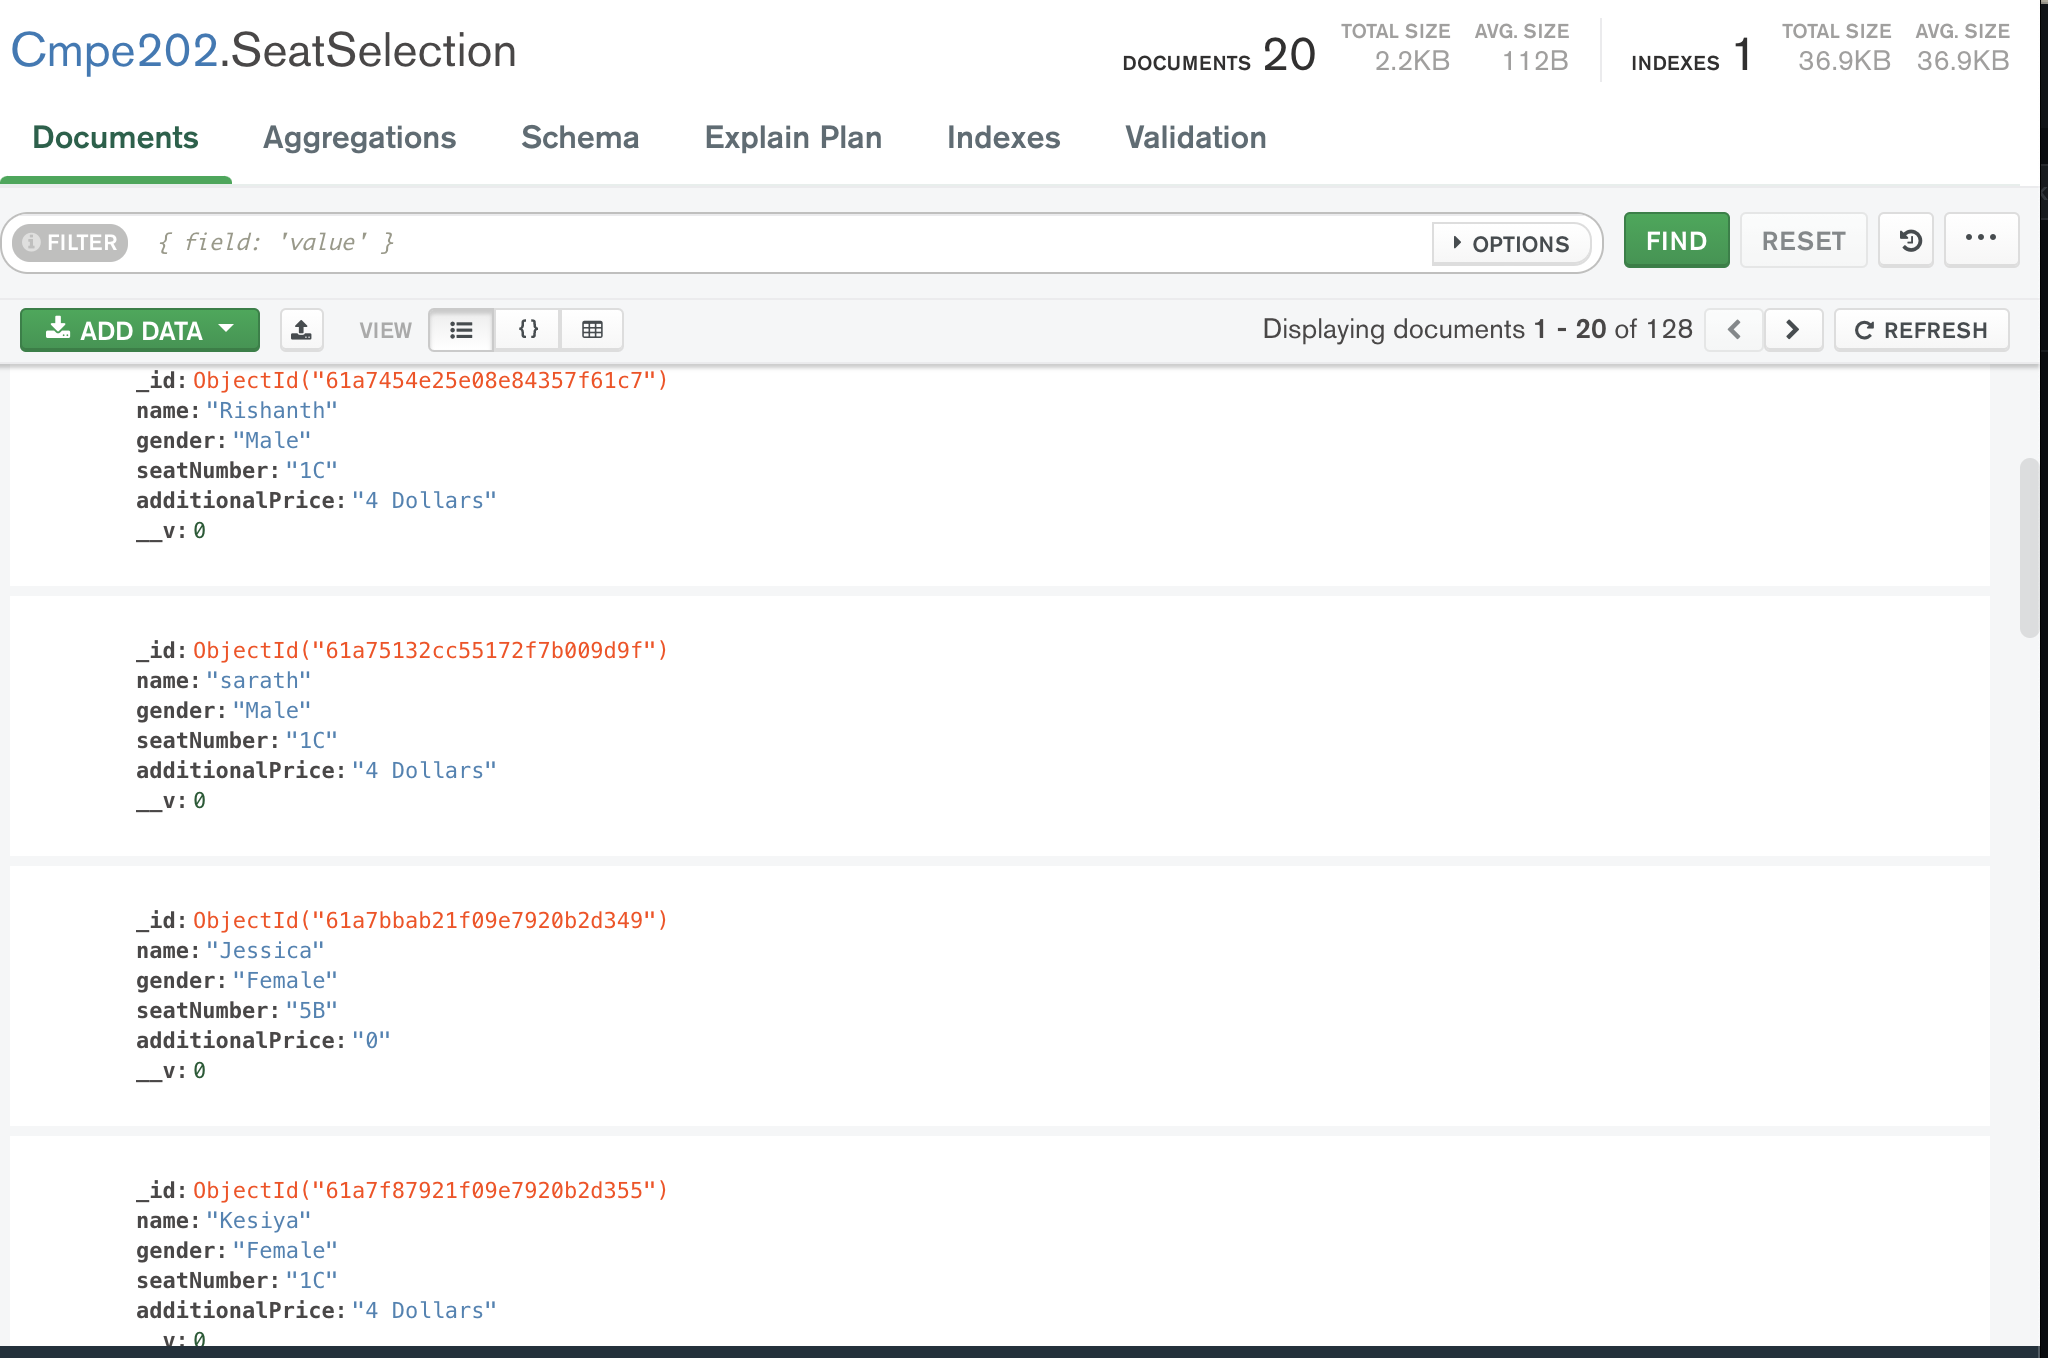 Cmpe202.SeatSelection
DOCUMENTS 20 TOTAL SIZE 2.2KB AVG. SIZE 112B INDEXES 1 TOTAL SIZE 36.9KB AVG. SIZE 36.9KB
Documents Aggregations Schema Explain Plan Indexes Validation
FILTER { field: 'value' } OPTIONS FIND RESET
ADD DATA VIEW Displaying documents 1 - 20 of 128 REFRESH
_id: ObjectId("61a7454e25e08e84357f61c7")
name: "Rishanth"
gender: "Male"
seatNumber: "1C"
additionalPrice: "4 Dollars"
__v: 0
_id: ObjectId("61a75132cc55172f7b009d9f")
name: "sarath"
gender: "Male"
seatNumber: "1C"
additionalPrice: "4 Dollars"
__v: 0
_id: ObjectId("61a7bbab21f09e7920b2d349")
name: "Jessica"
gender: "Female"
seatNumber: "5B"
additionalPrice: "0"
__v: 0
_id: ObjectId("61a7f87921f09e7920b2d355")
name: "Kesiya"
gender: "Female"
seatNumber: "1C"
additionalPrice: "4 Dollars"
__v: 0